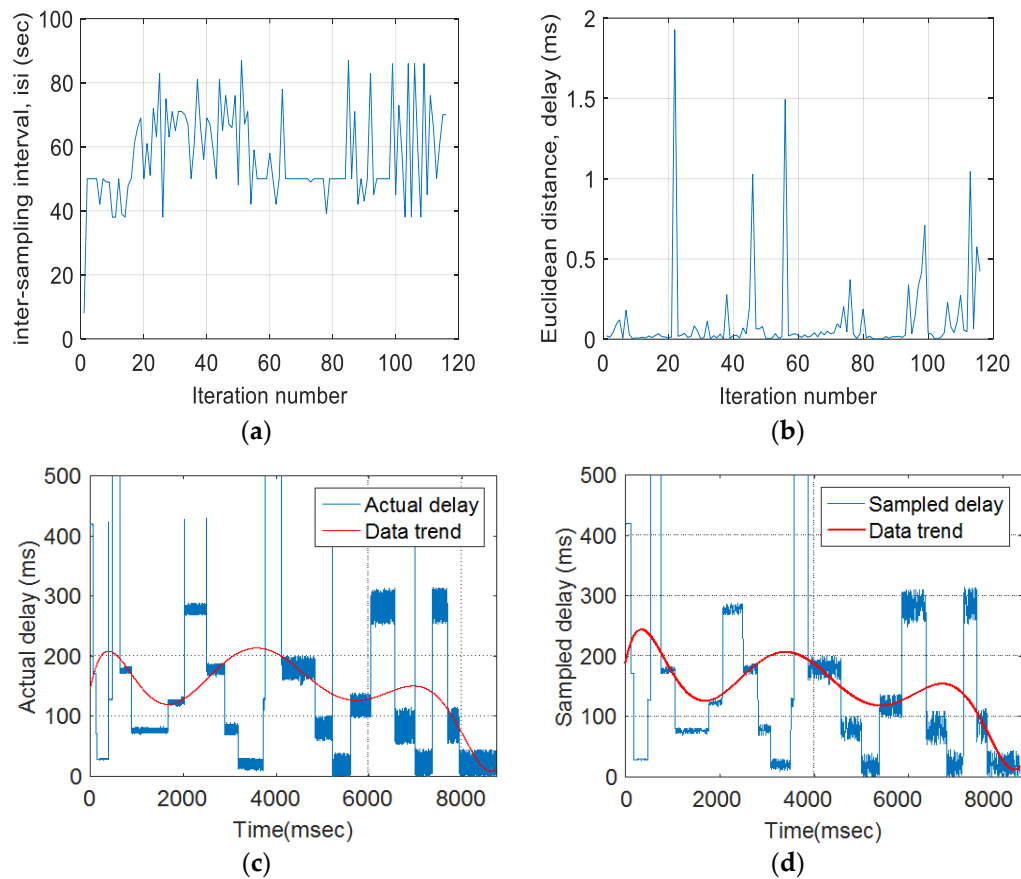 100
80
60
40
20
0
0 20 40 60 80 100 120
inter-sampling interval, isi (sec)
Iteration number
(a)
2
1.5
1
0.5
0
0 20 40 60 80 100 120
Euclidean distance, delay (ms)
Iteration number
(b)
500
400
300
200
100
0
0 2000 4000 6000 8000
Actual delay (ms)
Actual delay
Data trend
Time(msec)
(c)
500
400
300
200
100
0
0 2000 4000 6000 8000
Sampled delay (ms)
Sampled delay
Data trend
Time(msec)
(d)